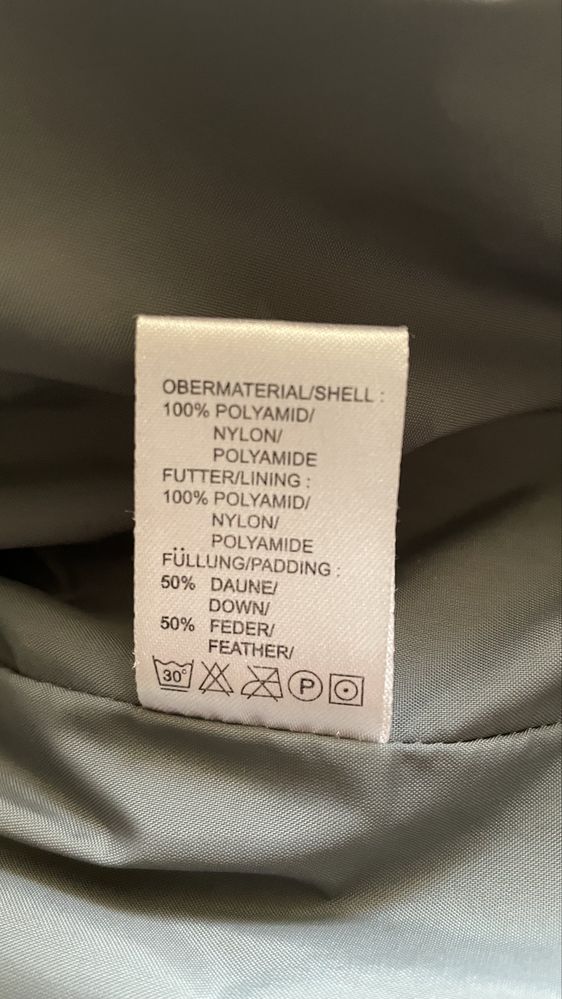 OBERMATERIAL/SHELL :
100% POLYAMID/
NYLON/
POLYAMIDE
FUTTER/LINING :
100% POLYAMID/
NYLON/
POLYAMIDE
FÜLLUNG/PADDING :
50% DAUNE/
DOWN/
50% FEDER/
FEATHER/
30° P